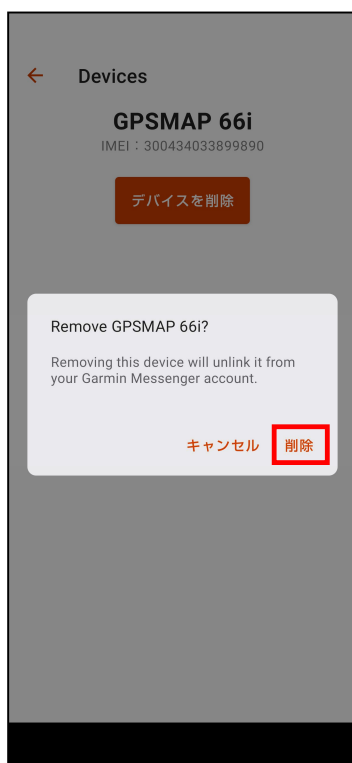 Devices
GPSMAP 66i
IMEI：300434033899890
デバイスを削除
Remove GPSMAP 66i?
Removing this device will unlink it from
your Garmin Messenger account.
キャンセル 削除